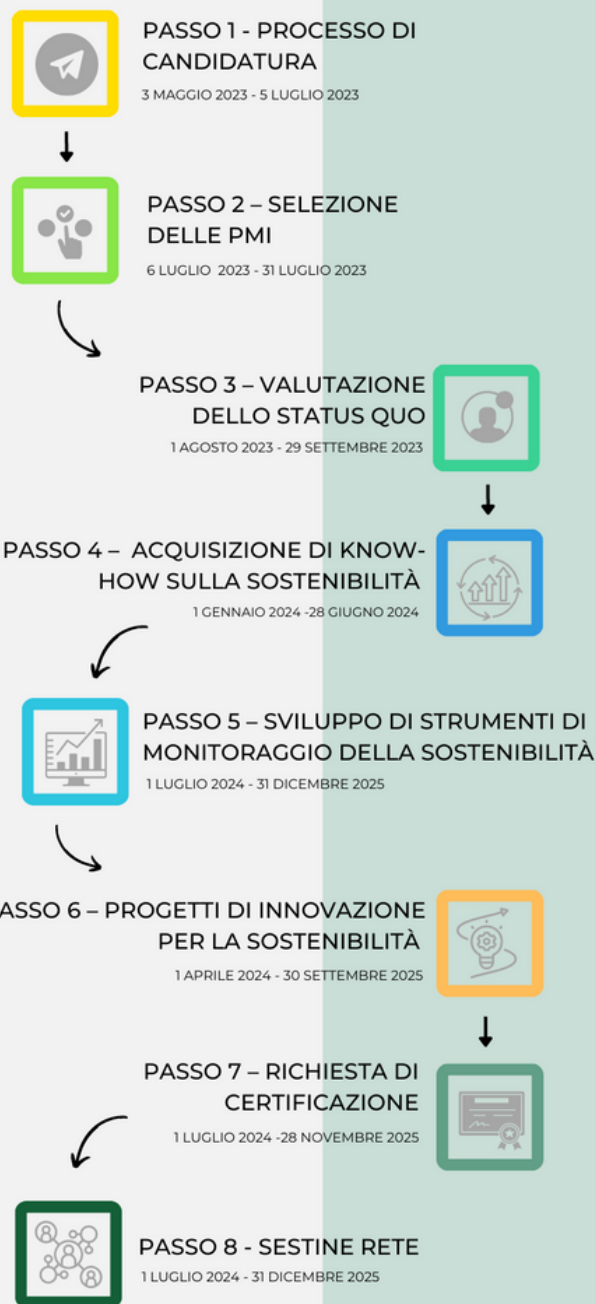 PASSO 1 - PROCESSO DI
CANDIDATURA
3 MAGGIO 2023 - 5 LUGLIO 2023
PASSO 2 – SELEZIONE
DELLE PMI
6 LUGLIO 2023 - 31 LUGLIO 2023
PASSO 3 – VALUTAZIONE
DELLO STATUS QUO
1 AGOSTO 2023 - 29 SETTEMBRE 2023
PASSO 4 – ACQUISIZIONE DI KNOW-
HOW SULLA SOSTENIBILITÀ
1 GENNAIO 2024 -28 GIUGNO 2024
PASSO 5 – SVILUPPO DI STRUMENTI DI
MONITORAGGIO DELLA SOSTENIBILITÀ
1 LUGLIO 2024 - 31 DICEMBRE 2025
ASSO 6 – PROGETTI DI INNOVAZIONE
PER LA SOSTENIBILITÀ
1 APRILE 2024 - 30 SETTEMBRE 2025
PASSO 7 – RICHIESTA DI
CERTIFICAZIONE
1 LUGLIO 2024 -28 NOVEMBRE 2025
PASSO 8 - SESTINE RETE
1 LUGLIO 2024 - 31 DICEMBRE 2025